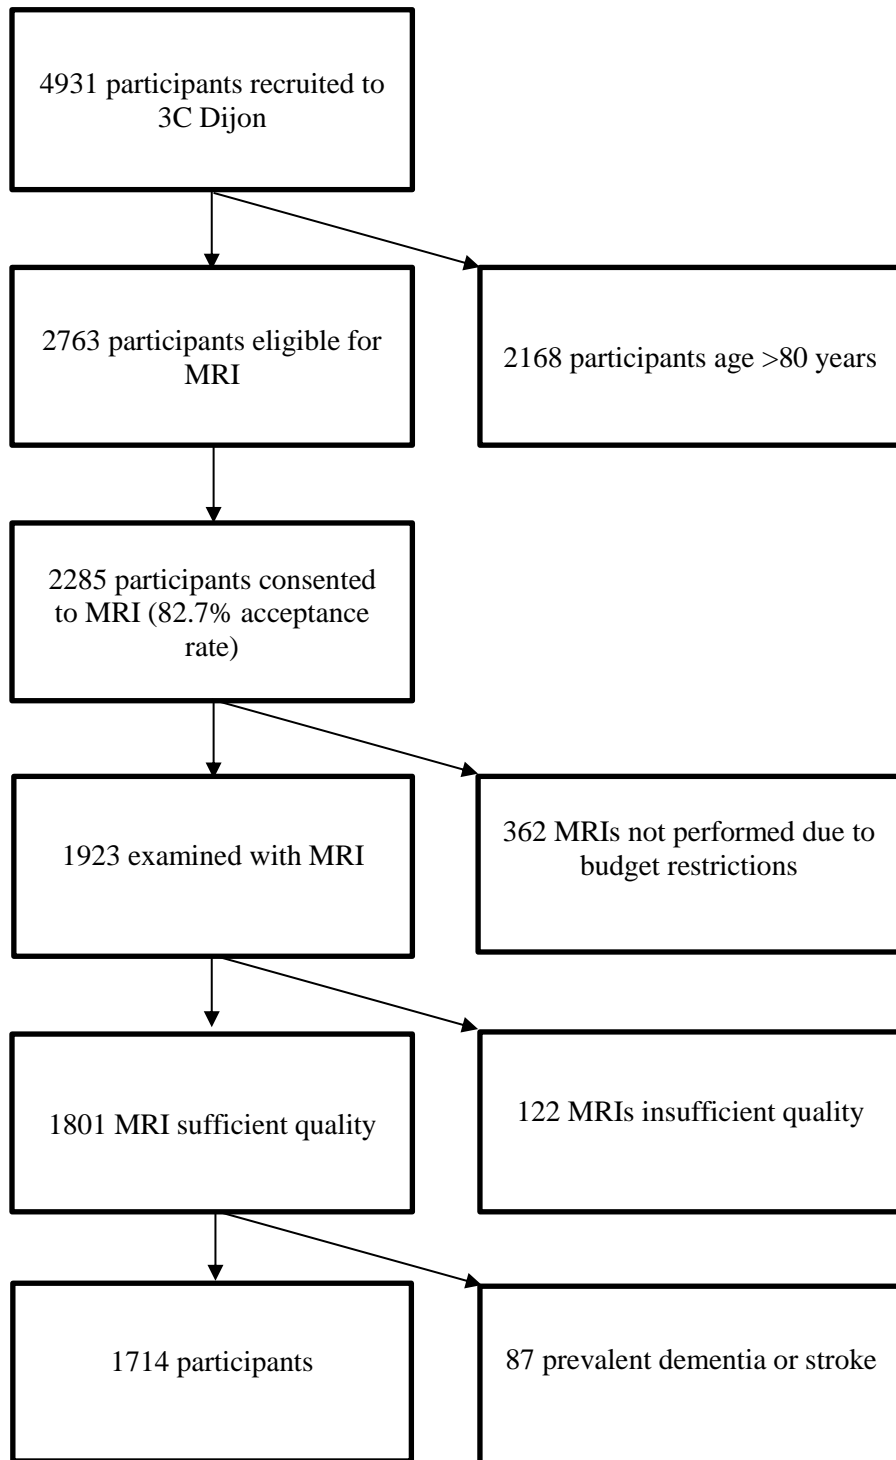 4931 participants recruited to
3C Dijon
2763 participants eligible for
MRI
2168 participants age >80 years
2285 participants consented
to MRI (82.7% acceptance
rate)
1923 examined with MRI
362 MRIs not performed due to
budget restrictions
1801 MRI sufficient quality
122 MRIs insufficient quality
1714 participants
87 prevalent dementia or stroke